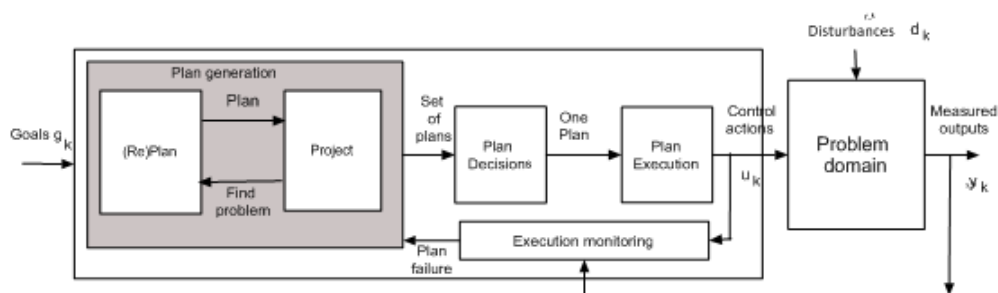 Disturbances d k
Plan generation
Plan
(Re)Plan
Project
Find
problem
Goals g k
Set
of
plans
Plan
Decisions
One
Plan
Plan
Execution
Control
actions
u k
Problem
domain
Measured
outputs
y k
Execution monitoring
Plan
failure